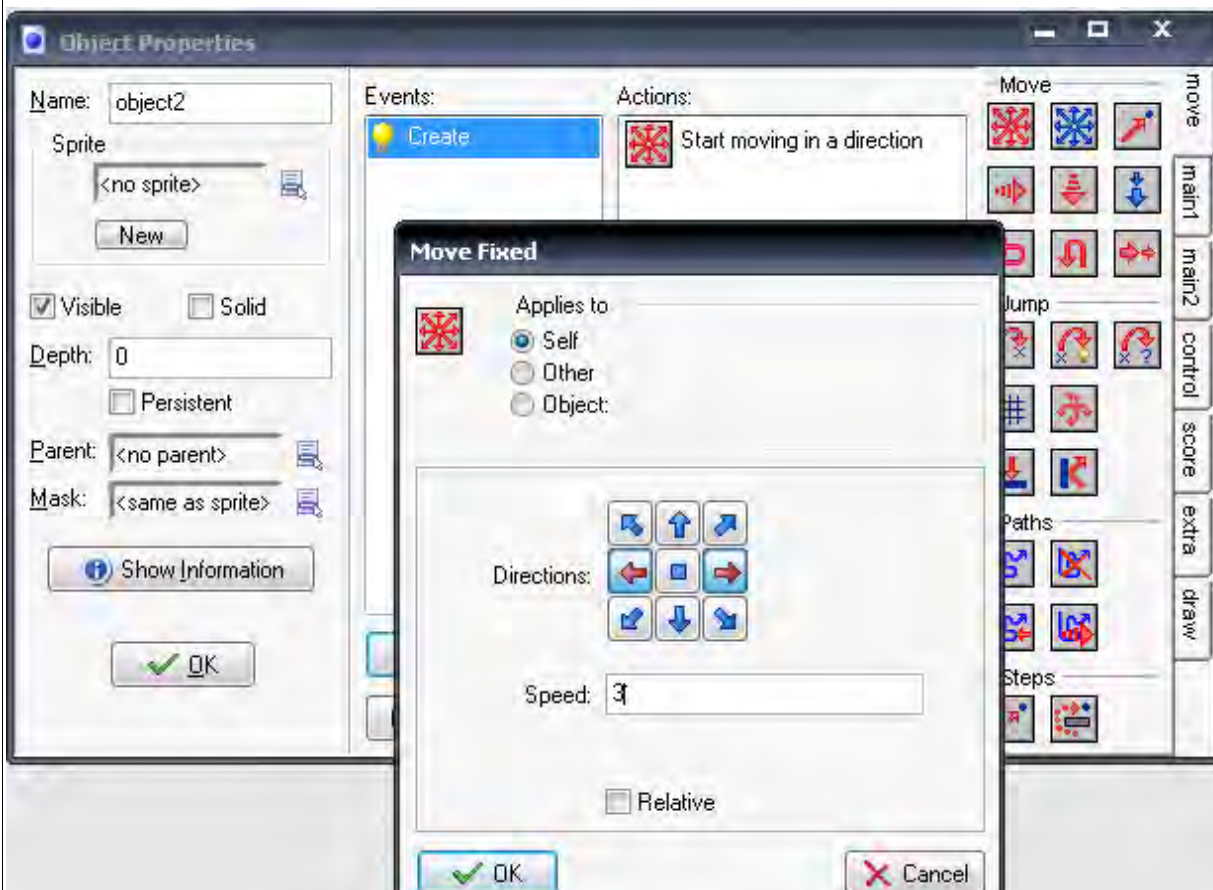 Object Properties
Name: object2
Sprite
<no sprite>
New
Visible
Solid
Depth: 0
Persistent
Parent: <no parent>
Mask: <same as sprite>
Show Information
OK
Events:
Create
Actions:
Start moving in a direction
Move Fixed
Applies to
Self
Other
Object:
Directions:
Speed: 3
Relative
OK
Cancel
Move
Jump
Paths
Steps
move
main1
main2
control
score
extra
draw